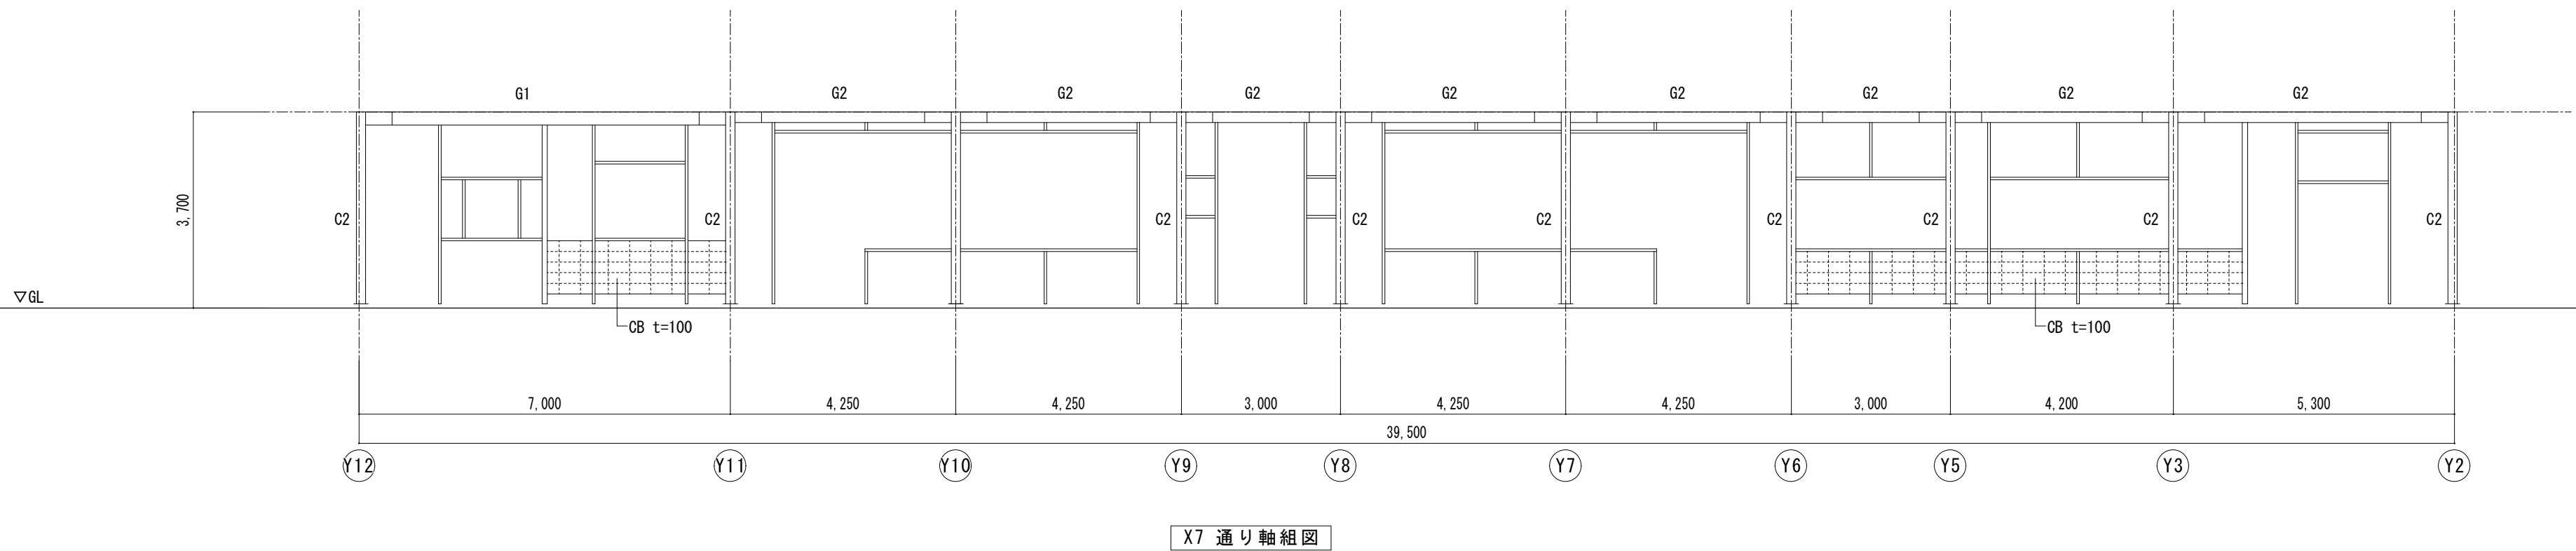 G1 G2 G2 G2 G2 G2 G2 G2 G2
3,700
C2 C2 C2 C2 C2 C2 C2 C2 C2
▽GL
CB t=100 CB t=100
7,000 4,250 4,250 3,000 4,250 4,250 3,000 4,200 5,300
39,500
Y12 Y11 Y10 Y9 Y8 Y7 Y6 Y5 Y3 Y2
X7 通り軸組図